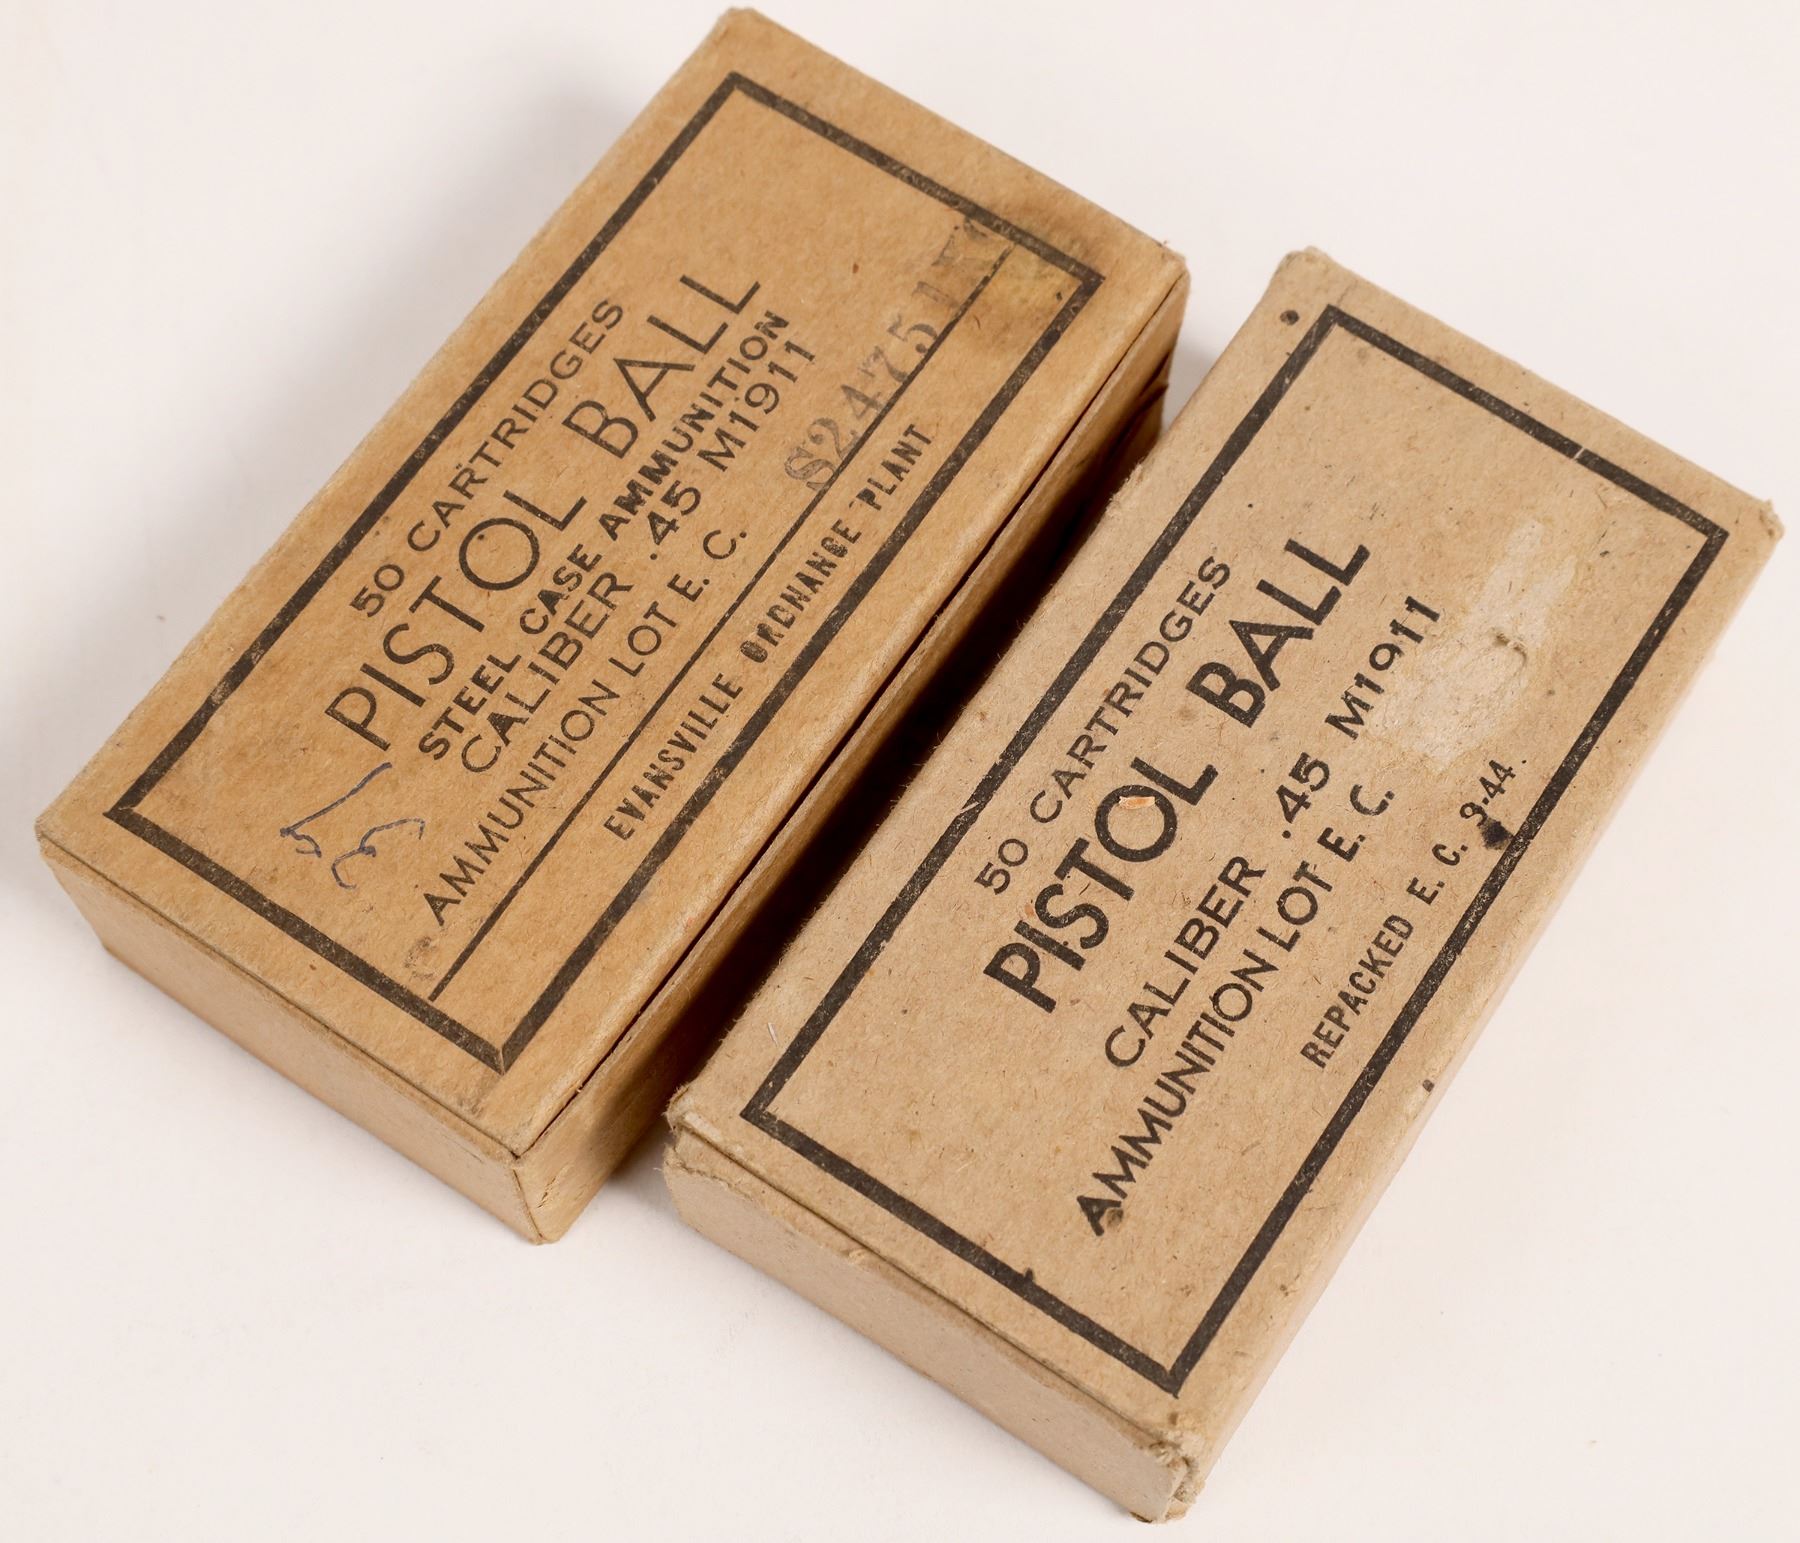 50 CARTRIDGES
PISTOL BALL
STEEL CASE AMMUNITION
CALIBER .45 M1911
AMMUNITION LOT E. C.
S24751
EVANSVILLE ORDNANCE PLANT
50 CARTRIDGES
PISTOL BALL
CALIBER .45 M1911
AMMUNITION LOT E. C.
REPACKED E. C. 9-44.